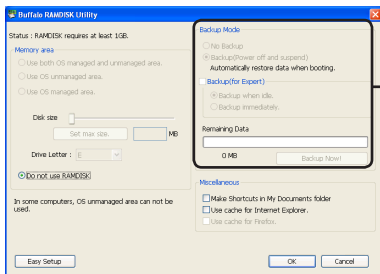 Buffalo RAMDISK Utility
Status : RAMDISK requires at least 1GB.
Memory area
Use both OS managed and unmanaged area.
Use OS unmanaged area.
Use OS managed area.
Disk size
Set max size.
MB
Drive Letter : E
Do not use RAMDISK
In some computers, OS unmanaged area can not be
used.
Easy Setup
Backup Mode
No Backup
Backup(Power off and suspend)
Automatically restore data when booting.
Backup(for Expert)
Backup when idle.
Backup immediately.
Remaining Data
0 MB
Backup Now!
Miscellaneous
Make Shortcuts in My Documents folder
Use cache for Internet Explorer.
Use cache for Firefox.
OK
Cancel